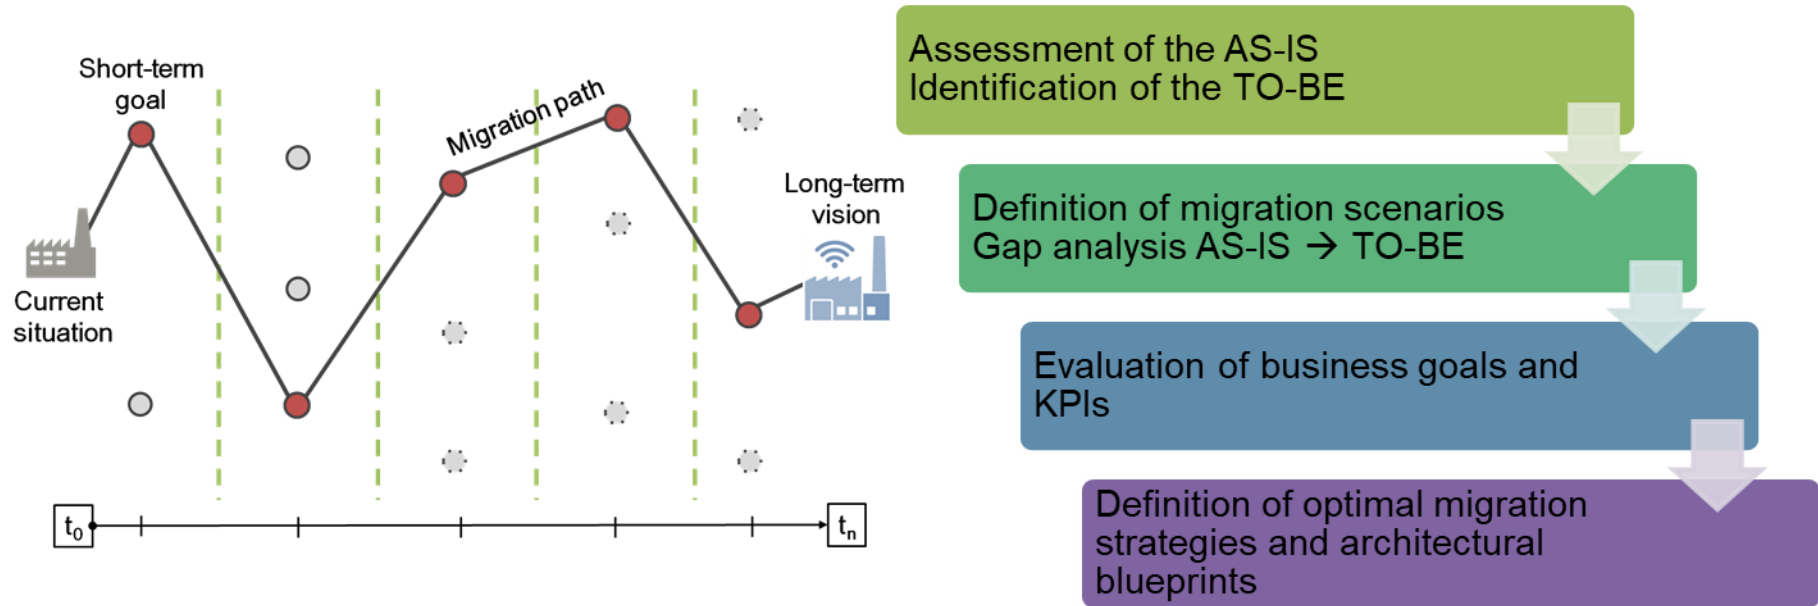 Short-term
goal
Migration path
Long-term
vision
Current
situation
t0
tn
Assessment of the AS-IS
Identification of the TO-BE
Definition of migration scenarios
Gap analysis AS-IS → TO-BE
Evaluation of business goals and
KPIs
Definition of optimal migration
strategies and architectural
blueprints